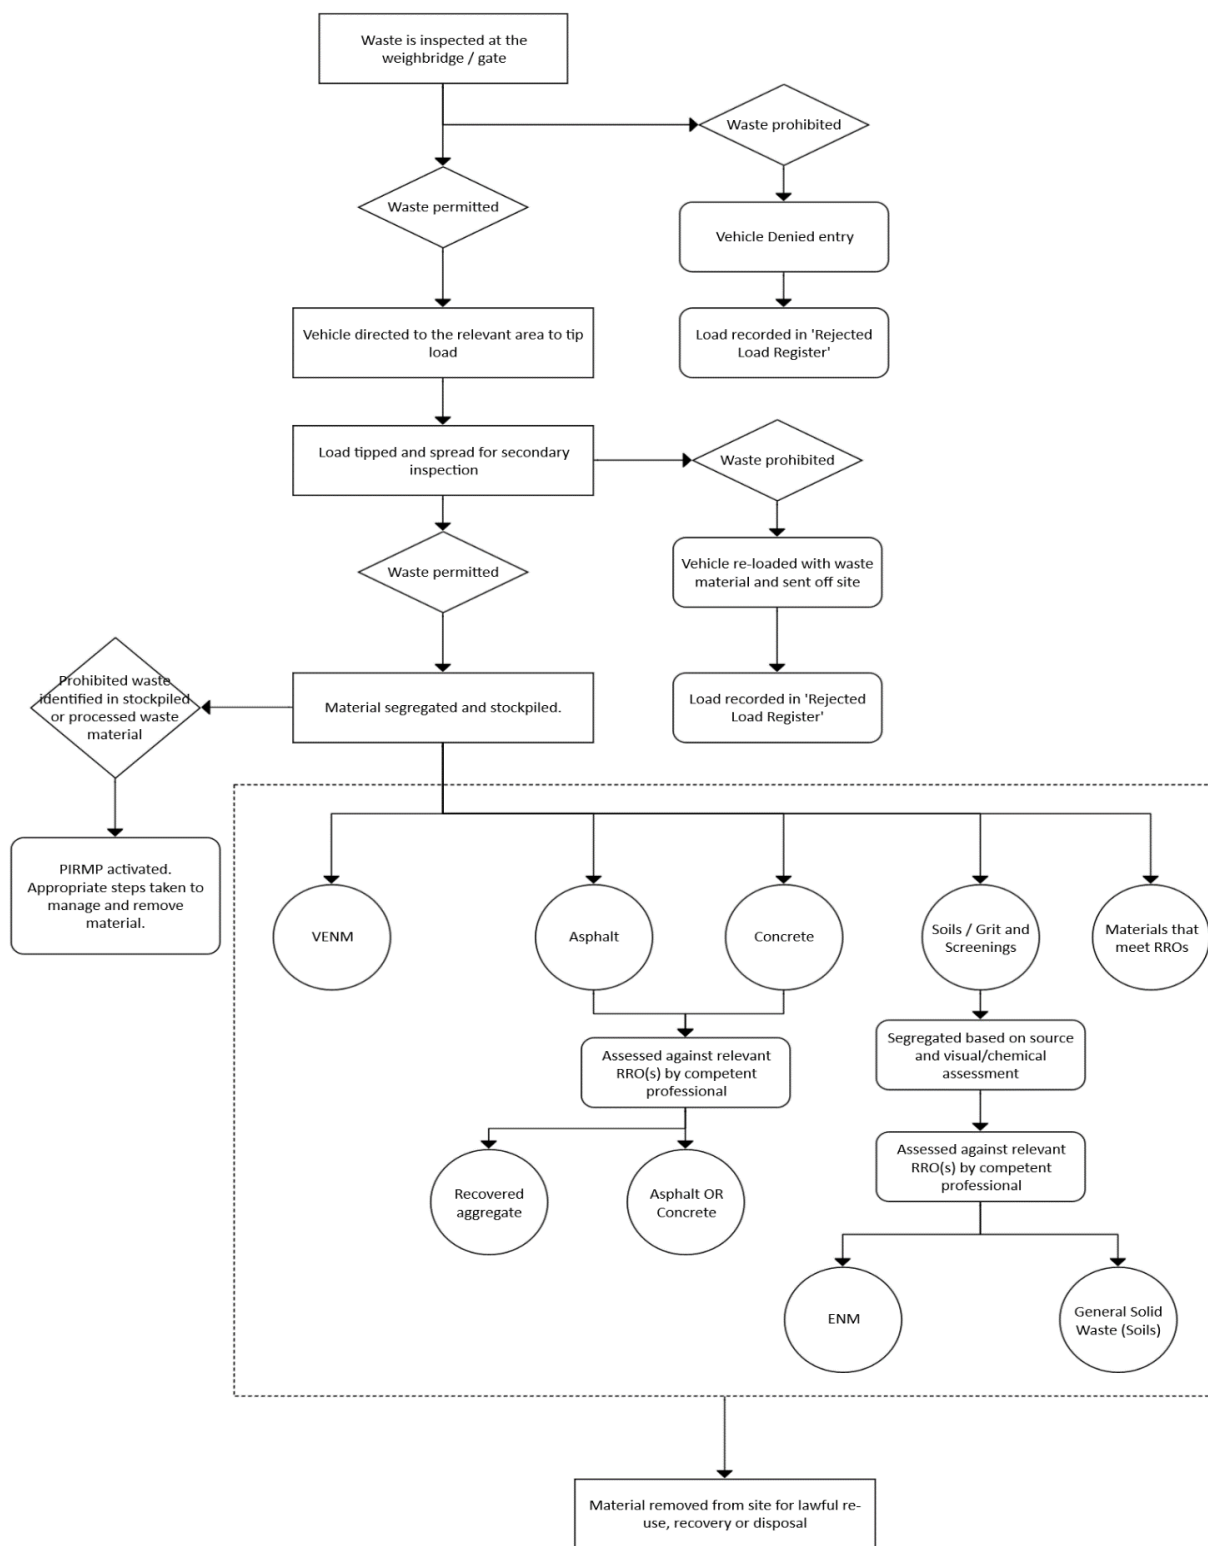 Waste is inspected at the
weighbridge / gate
Waste prohibited
Waste permitted
Vehicle Denied entry
Vehicle directed to the relevant area to tip
load
Load recorded in 'Rejected
Load Register'
Load tipped and spread for secondary
inspection
Waste prohibited
Waste permitted
Vehicle re-loaded with waste
material and sent off site
Prohibited waste
identified in stockpiled
or processed waste
material
Material segregated and stockpiled.
Load recorded in 'Rejected
Load Register'
PIRMP activated.
Appropriate steps taken to
manage and remove
material.
VENM
Asphalt
Concrete
Soils / Grit and
Screenings
Materials that
meet RROs
Assessed against relevant
RRO(s) by competent
professional
Segregated based on source
and visual/chemical
assessment
Recovered
aggregate
Asphalt OR
Concrete
Assessed against relevant
RRO(s) by competent
professional
ENM
General Solid
Waste (Soils)
Material removed from site for lawful re-
use, recovery or disposal